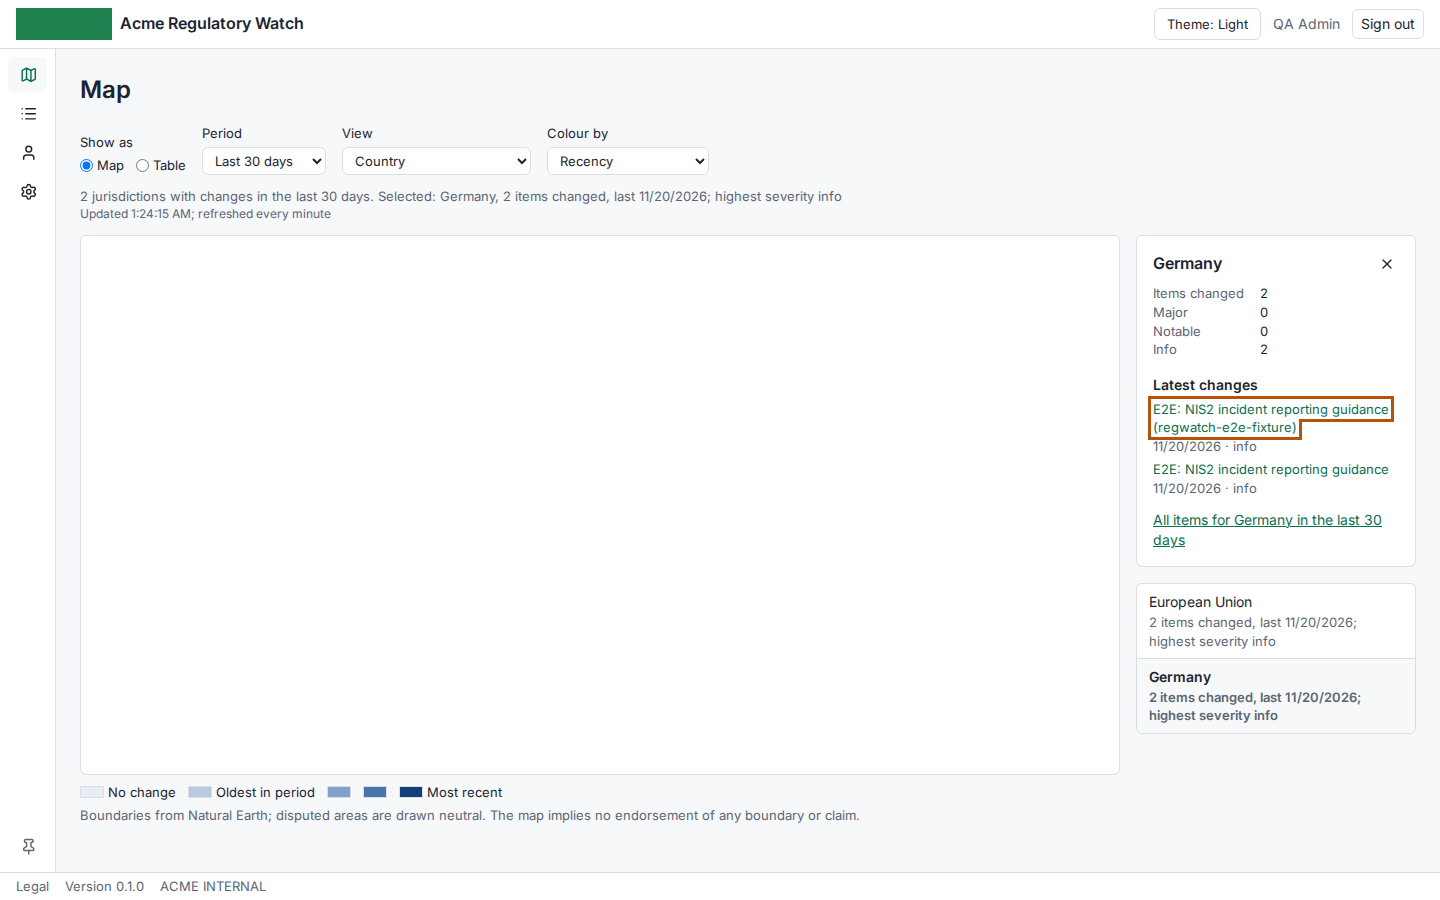 Acme Regulatory Watch
Theme: Light
QA Admin
Sign out
Map
Show as
Map
Table
Period
Last 30 days
View
Country
Colour by
Recency
2 jurisdictions with changes in the last 30 days. Selected: Germany, 2 items changed, last 11/20/2026; highest severity info
Updated 1:24:15 AM; refreshed every minute
Germany
Items changed 2
Major 0
Notable 0
Info 2
Latest changes
E2E: NIS2 incident reporting guidance
(regwatch-e2e-fixture)
11/20/2026 · info
E2E: NIS2 incident reporting guidance
11/20/2026 · info
All items for Germany in the last 30
days
European Union
2 items changed, last 11/20/2026;
highest severity info
Germany
2 items changed, last 11/20/2026;
highest severity info
No change
Oldest in period
Most recent
Boundaries from Natural Earth; disputed areas are drawn neutral. The map implies no endorsement of any boundary or claim.
Legal
Version 0.1.0
ACME INTERNAL